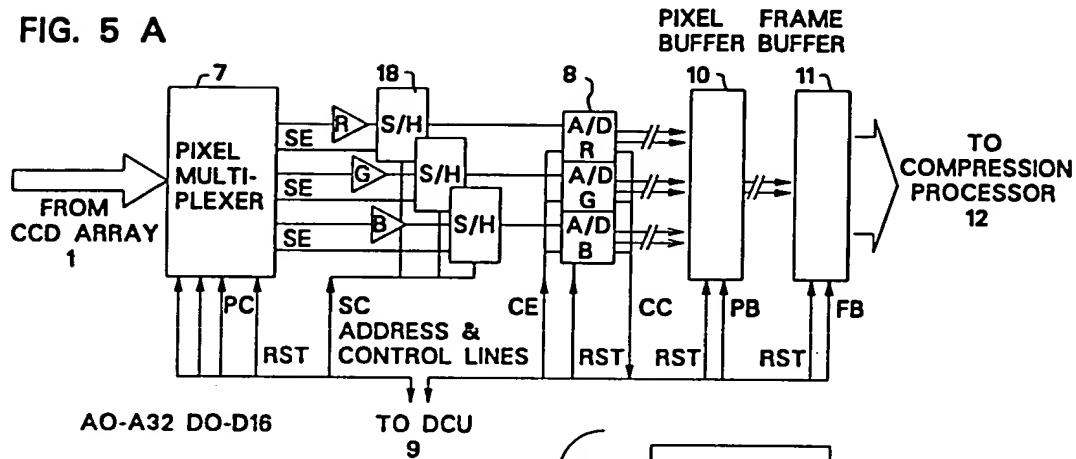 FIG. 5 A
PIXEL BUFFER
FRAME BUFFER
7
18
8
10
11
PIXEL MULTI-PLEXER
SE
SE
SE
R
G
B
S/H
S/H
S/H
A/D R
A/D G
A/D B
FROM CCD ARRAY 1
TO COMPRESSION PROCESSOR 12
PC
RST
SC
ADDRESS & CONTROL LINES
CE
RST
CC
RST
PB
RST
FB
AO-A32 DO-D16
TO DCU 9